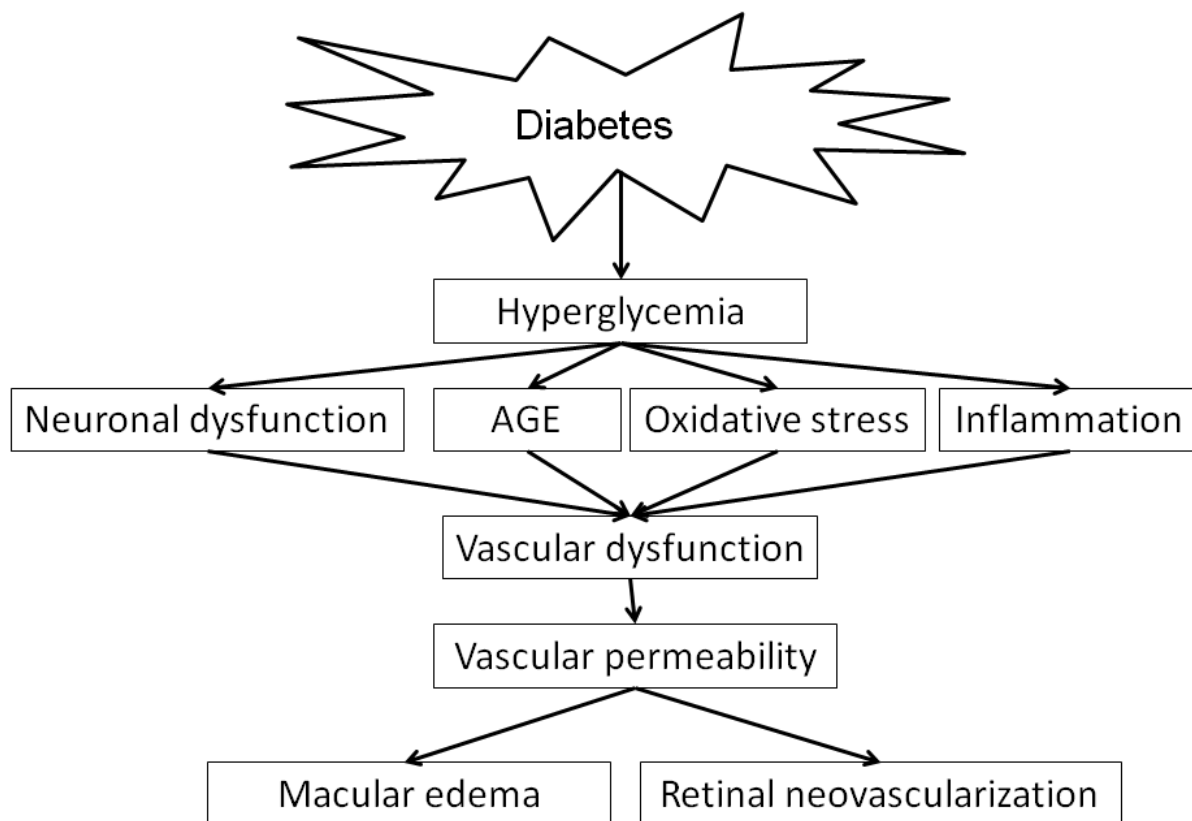 Diabetes
Hyperglycemia
Neuronal dysfunction
AGE
Oxidative stress
Inflammation
Vascular dysfunction
Vascular permeability
Macular edema
Retinal neovascularization